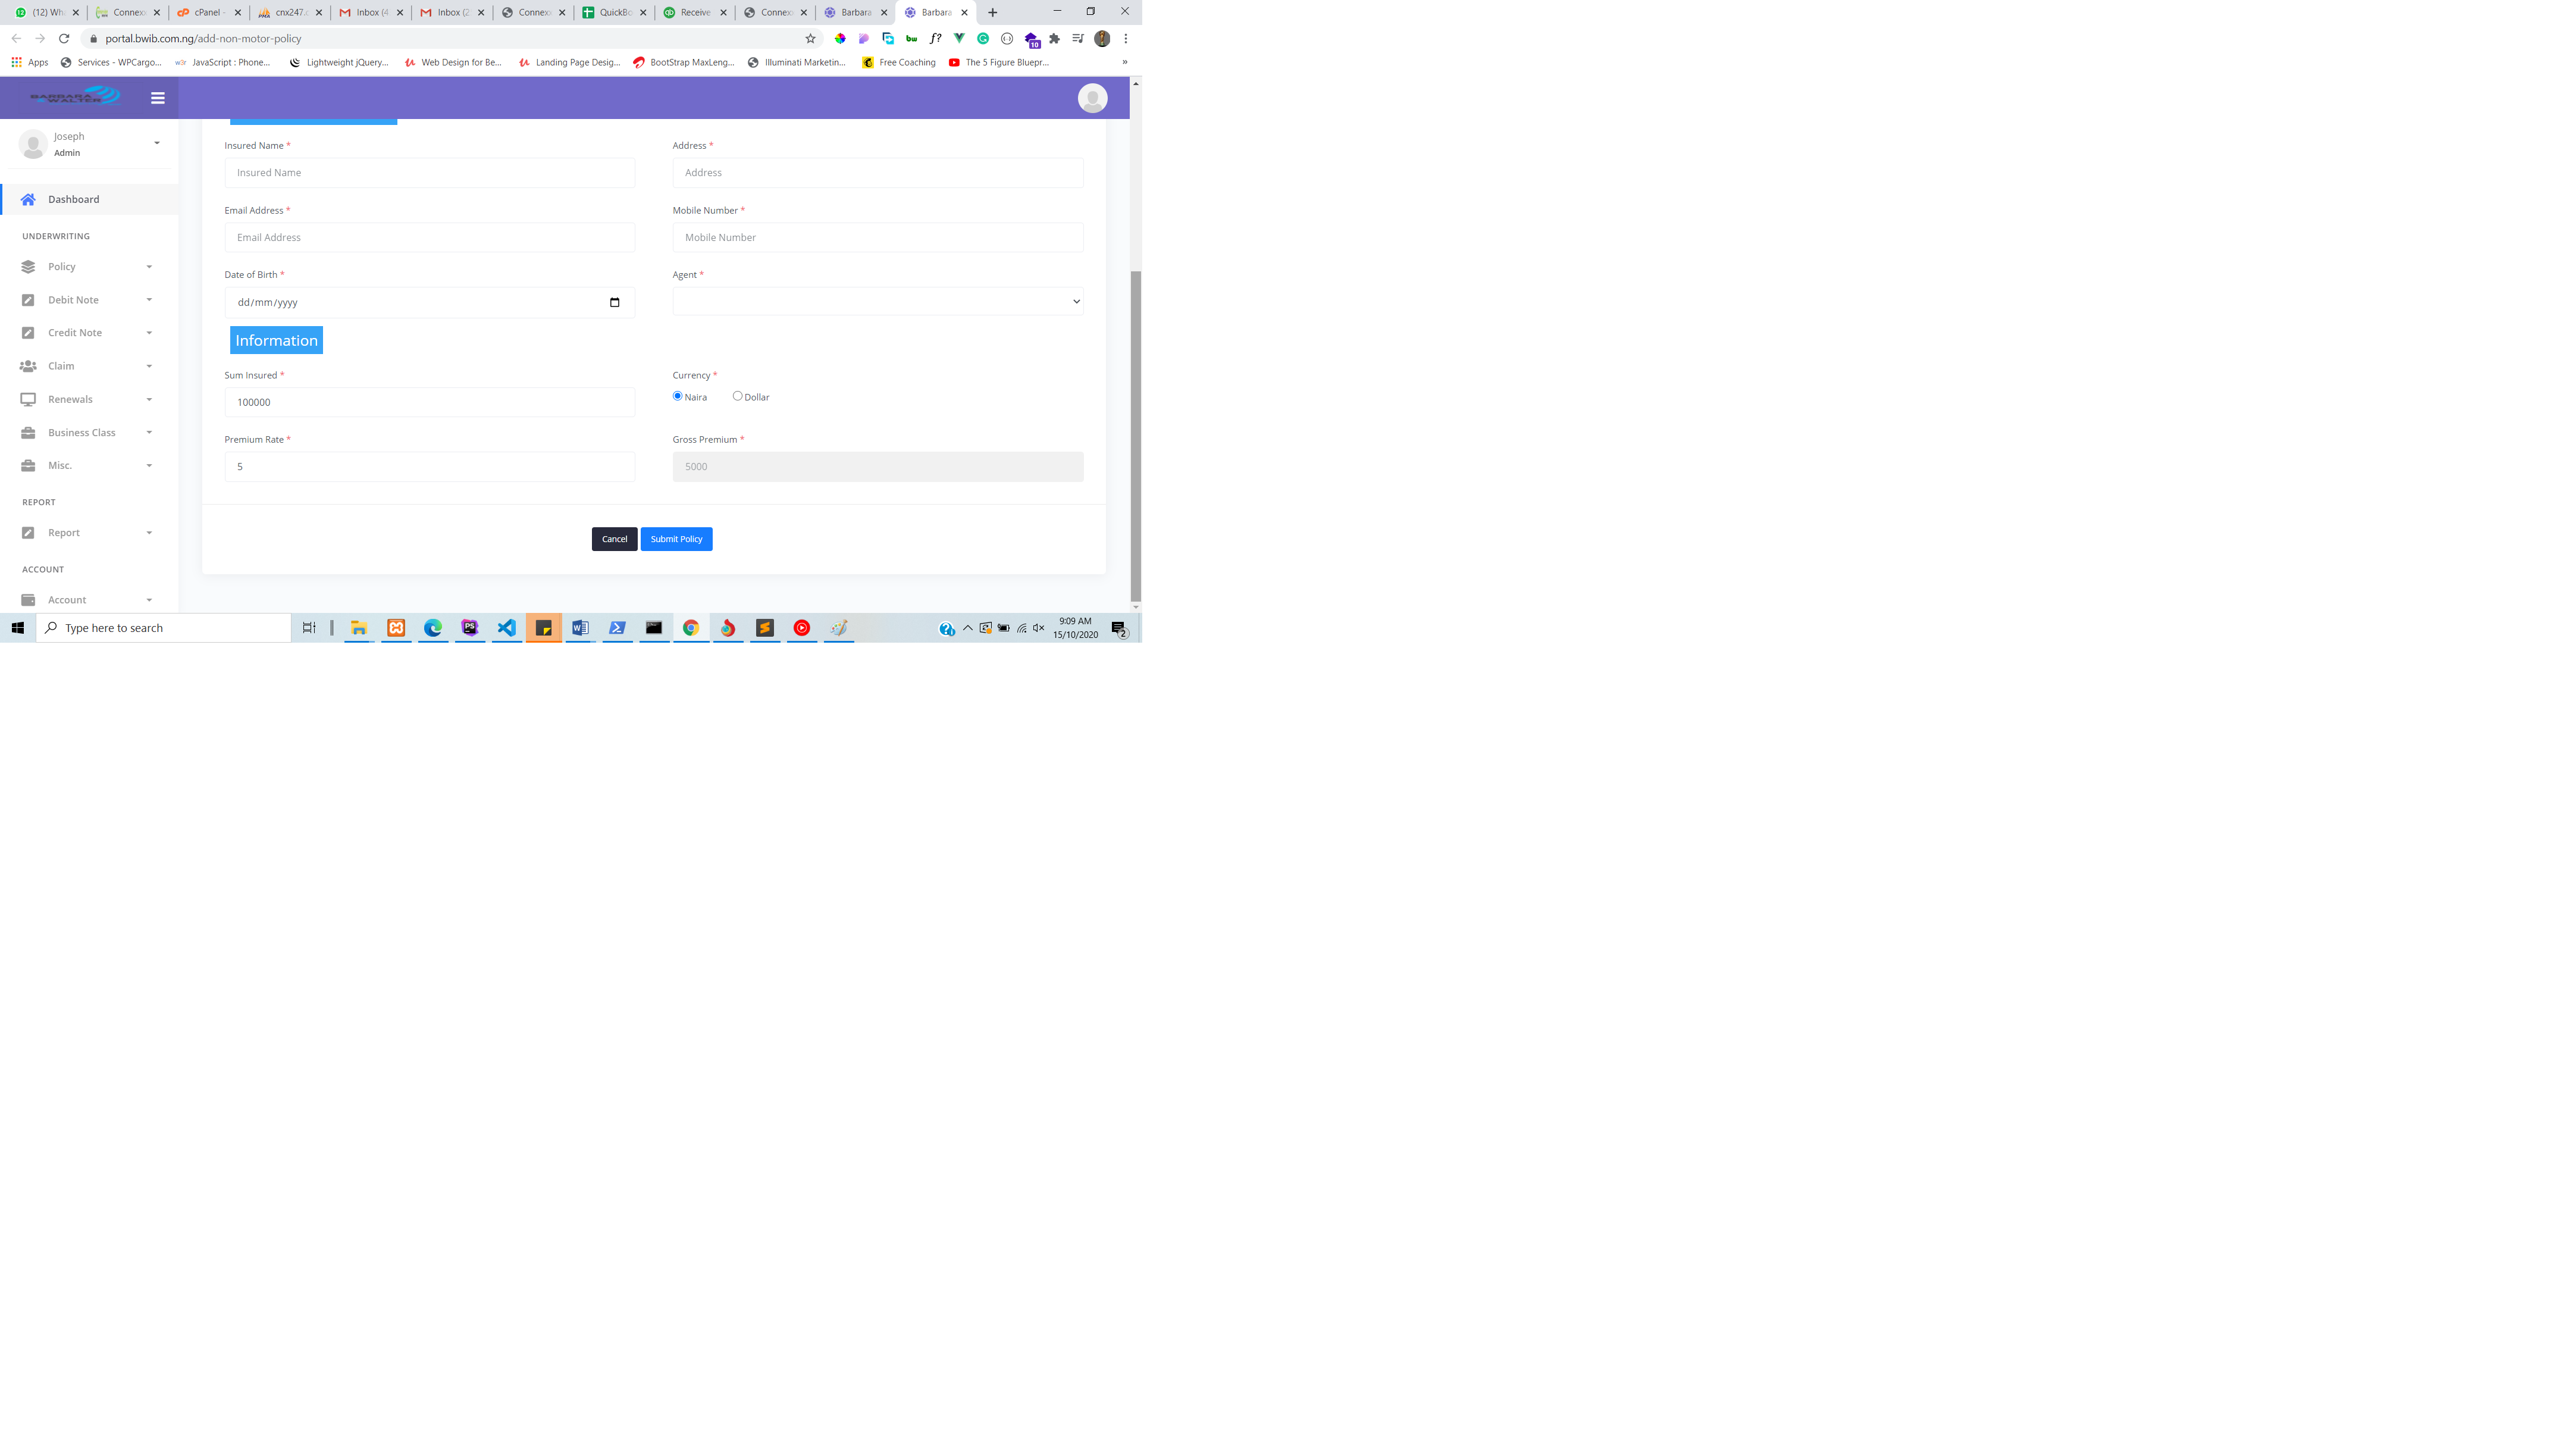 (12) Wh
Connex
cPanel -
cnx247.
Inbox (4
Inbox (2
Connex
QuickBo
Receive
Connex
Barbara
Barbara
portal.bwib.com.ng/add-non-motor-policy
10
Apps
Services - WPCargo...
JavaScript : Phone...
Lightweight jQuery...
Web Design for Be...
Landing Page Desig...
BootStrap MaxLeng...
Illuminati Marketin...
Free Coaching
The 5 Figure Bluepr...
»
BARBARA
WALTER
Joseph
Admin
Dashboard
UNDERWRITING
Policy
Debit Note
Credit Note
Claim
Renewals
Business Class
Misc.
REPORT
Report
ACCOUNT
Account
Insured Name *
Insured Name
Address *
Address
Email Address *
Email Address
Mobile Number *
Mobile Number
Date of Birth *
dd/mm/yyyy
Agent *
Information
Sum Insured *
100000
Currency *
Naira
Dollar
Premium Rate *
5
Gross Premium *
5000
Cancel
Submit Policy
Type here to search
9:09 AM
15/10/2020
2